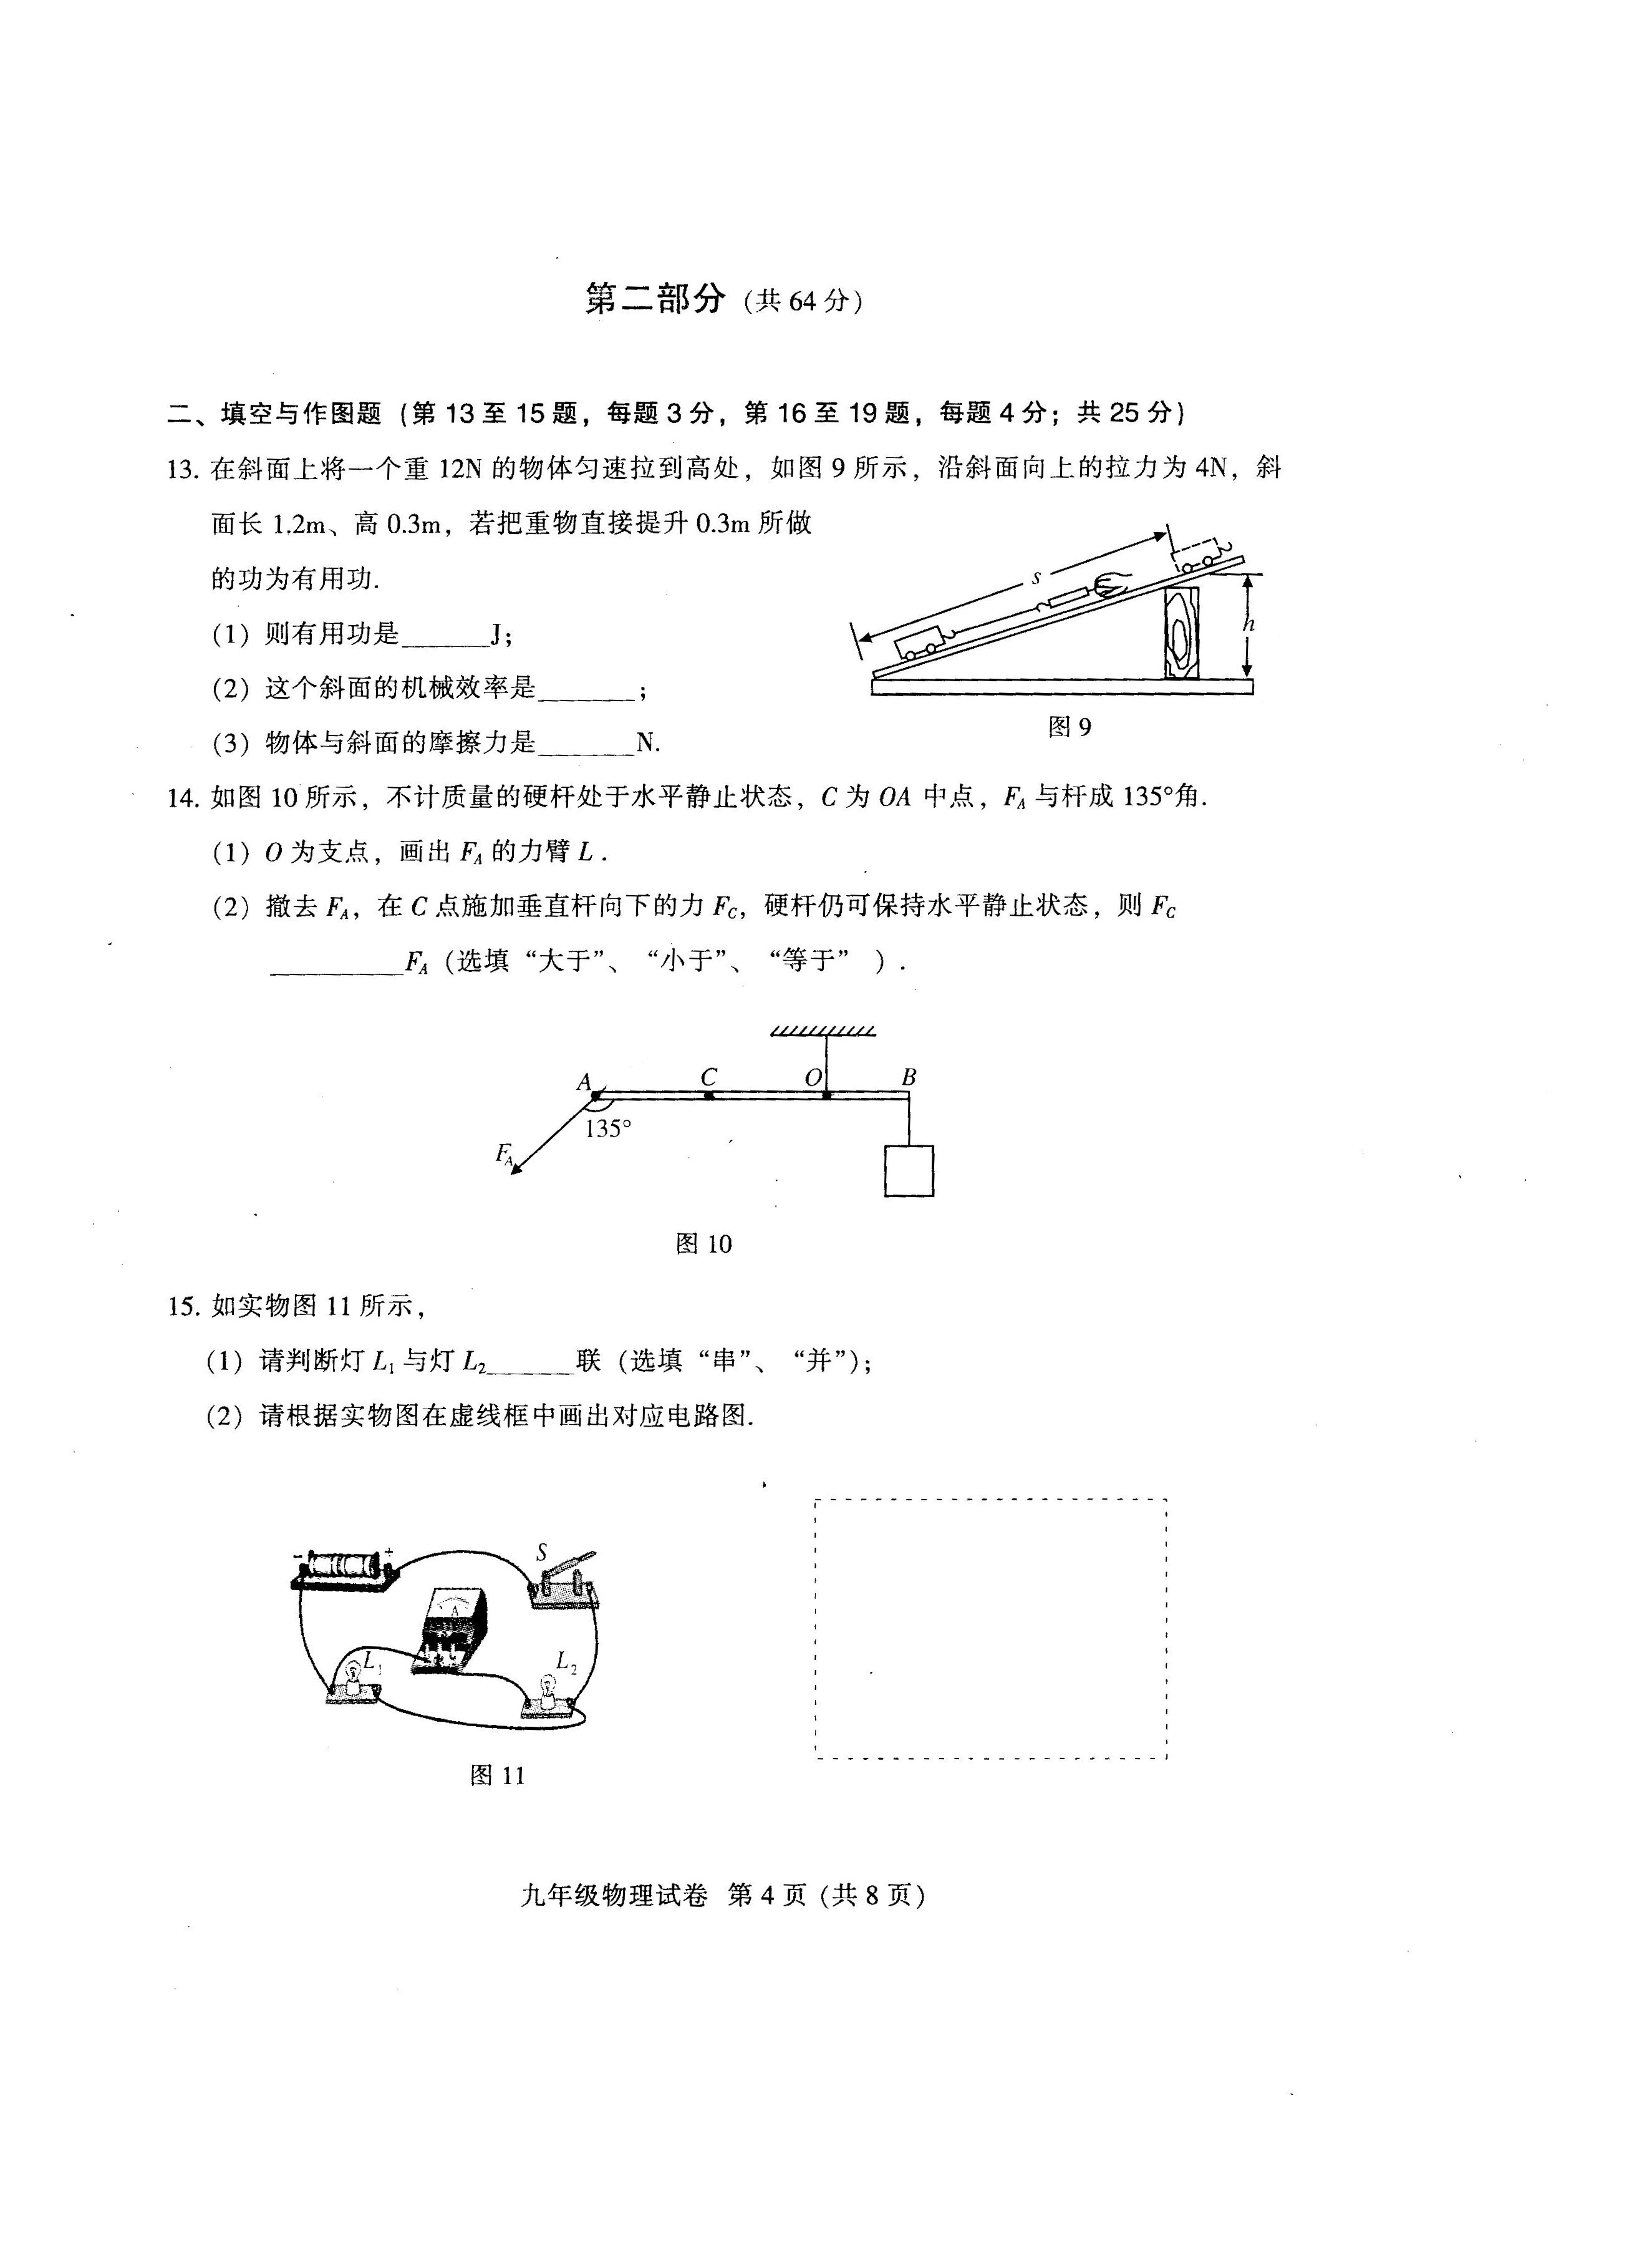 第二部分 (共 64 分)
二、填空与作图题 (第 13 至 15 题，每题 3 分，第 16 至 19 题，每题 4 分；共 25 分)
13. 在斜面上将一个重 12N 的物体匀速拉到高处，如图 9 所示，沿斜面向上的拉力为 4N，斜
面长 1.2m、高 0.3m，若把重物直接提升 0.3m 所做
的功为有用功.
(1) 则有用功是______J；
(2) 这个斜面的机械效率是______；
(3) 物体与斜面的摩擦力是______N.
s
h
图 9
14. 如图 10 所示，不计质量的硬杆处于水平静止状态，C 为 OA 中点，FA 与杆成 135°角.
(1) O 为支点，画出 FA 的力臂 L .
(2) 撤去 FA，在 C 点施加垂直杆向下的力 FC，硬杆仍可保持水平静止状态，则 FC
________FA (选填“大于”、“小于”、“等于” ) .
A C O B
135°
FA
图 10
15. 如实物图 11 所示，
(1) 请判断灯 L1 与灯 L2______联 (选填“串”、“并”)；
(2) 请根据实物图在虚线框中画出对应电路图.
- +
S
A
L1
L2
图 11
九年级物理试卷 第 4 页 (共 8 页)